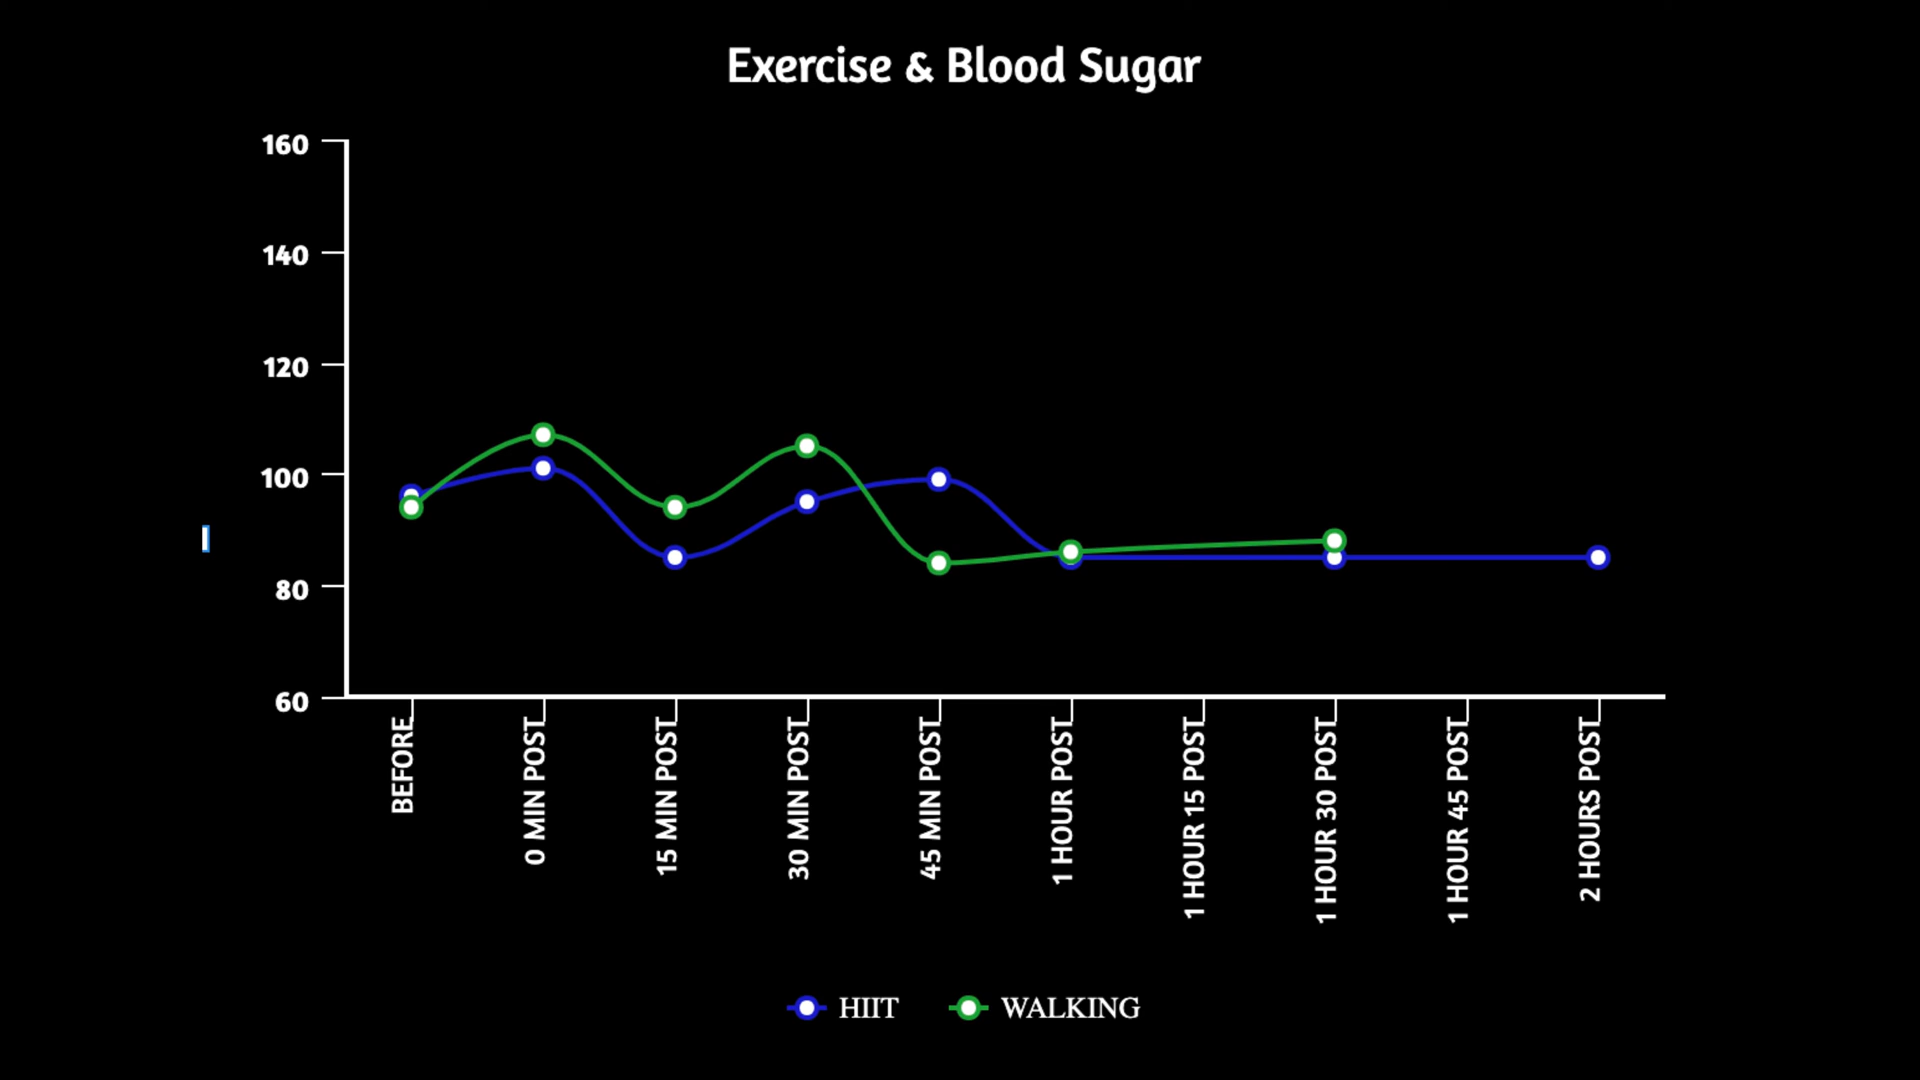 Exercise & Blood Sugar
160
140
120
100
80
60
BEFORE
0 MIN POST
15 MIN POST
30 MIN POST
45 MIN POST
1 HOUR POST
1 HOUR 15 POST
1 HOUR 30 POST
1 HOUR 45 POST
2 HOURS POST
HIIT
WALKING